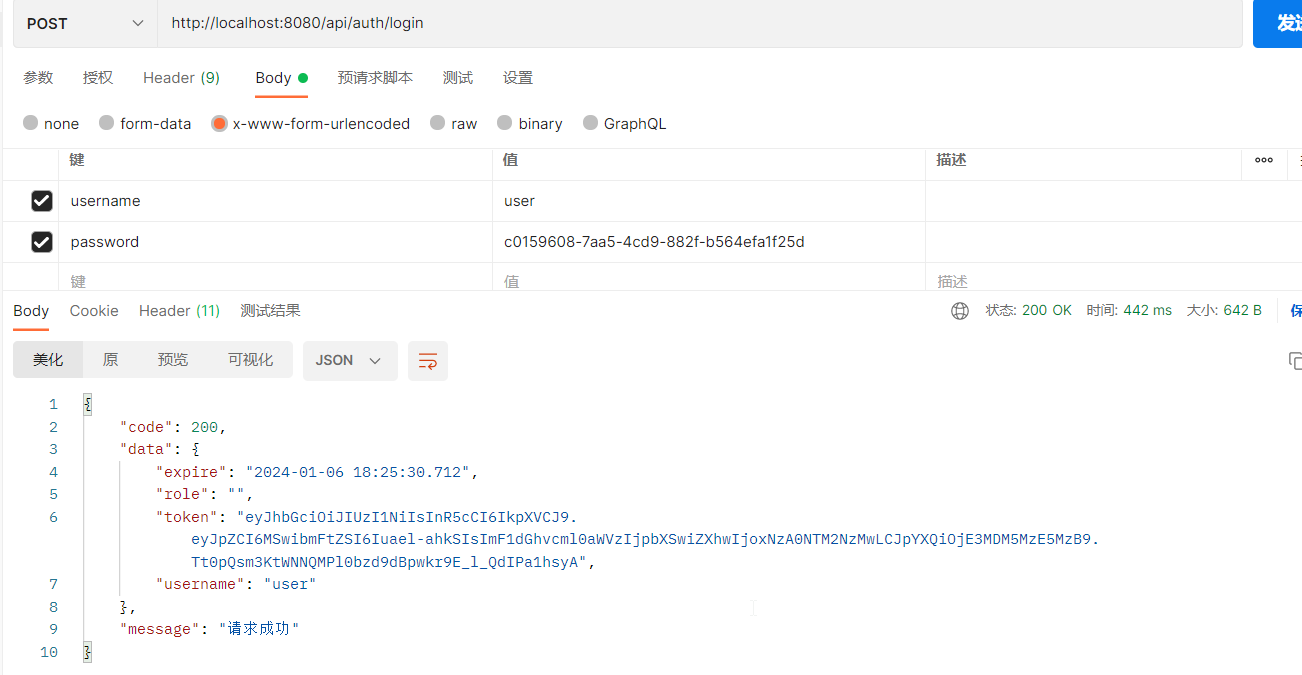 POST http://localhost:8080/api/auth/login 发送
参数 授权 Header (9) Body 预请求脚本 测试 设置
none form-data x-www-form-urlencoded raw binary GraphQL
键 值 描述 ooo
username user
password c0159608-7aa5-4cd9-882f-b564efa1f25d
键 值 描述
Body Cookie Header (11) 测试结果 状态: 200 OK 时间: 442 ms 大小: 642 B
美化 原 预览 可视化 JSON
1 {
2 "code": 200,
3 "data": {
4 "expire": "2024-01-06 18:25:30.712",
5 "role": "",
6 "token": "eyJhbGciOiJIUzI1NiIsInR5cCI6IkpXVCJ9.
eyJpZCI6MSwibmFtZSI6Iuael-ahkSIsImF1dGhvcml0aWVzIjpbXSwiZXhwIjoxNzA0NTM2NzMwLCJpYXQiOjE3MDM5MzE5MzB9.
Tt0pQsm3KtWNNQMPl0bzd9dBpwkr9E_l_QdIPa1hsyA",
7 "username": "user"
8 },
9 "message": "请求成功"
10 }